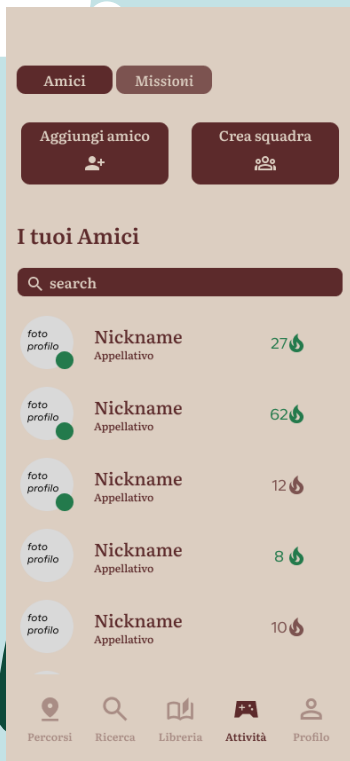 Amici Missioni
Aggiungi amico Crea squadra
I tuoi Amici
search
foto
profilo
Nickname
Appellativo
27
foto
profilo
Nickname
Appellativo
62
foto
profilo
Nickname
Appellativo
12
foto
profilo
Nickname
Appellativo
8
foto
profilo
Nickname
Appellativo
10
Percorsi Ricerca Libreria Attività Profilo